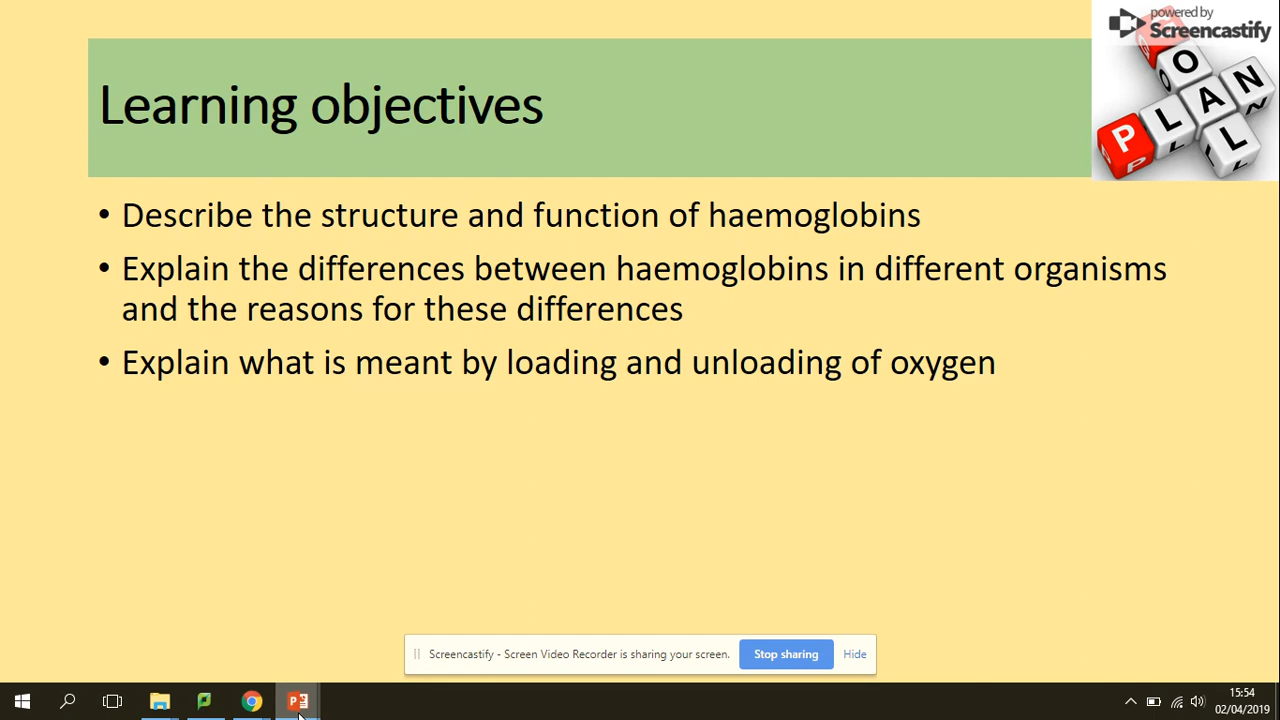 powered by
Screencastify
Learning objectives
PLAN
GOAL
• Describe the structure and function of haemoglobins
• Explain the differences between haemoglobins in different organisms
and the reasons for these differences
• Explain what is meant by loading and unloading of oxygen
Screencastify - Screen Video Recorder is sharing your screen.
Stop sharing
Hide
15:54
02/04/2019